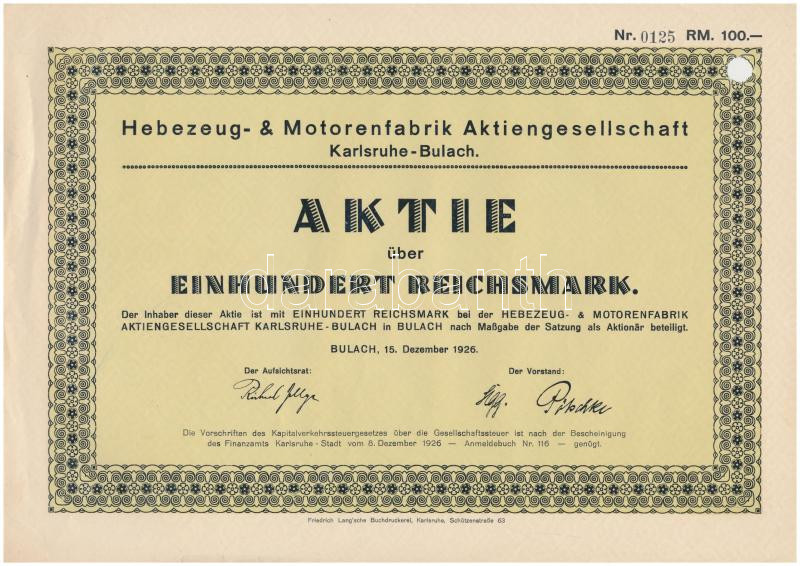 Nr. 0125 RM. 100.—
Hebezeug- & Motorenfabrik Aktiengesellschaft
Karlsruhe-Bulach.
AKTIE
über
EINHUNDERT REICHSMARK.
darabanth
Der Inhaber dieser Aktie ist mit EINHUNDERT REICHSMARK bei der HEBEZEUG- & MOTORENFABRIK
AKTIENGESELLSCHAFT KARLSRUHE-BULACH in BULACH nach Maßgabe der Satzung als Aktionär beteiligt.
BULACH, 15. Dezember 1926.
Der Aufsichtsrat: Der Vorstand:
Pötschke
Die Vorschriften des Kapitalverkehrssteuergesetzes über die Gesellschaftssteuer ist nach der Bescheinigung
des Finanzamts Karlsruhe-Stadt vom 8. Dezember 1926 — Anmeldebuch Nr. 116 — genügt.
Friedrich Lang'sche Buchdruckerei, Karlsruhe, Schützenstraße 63